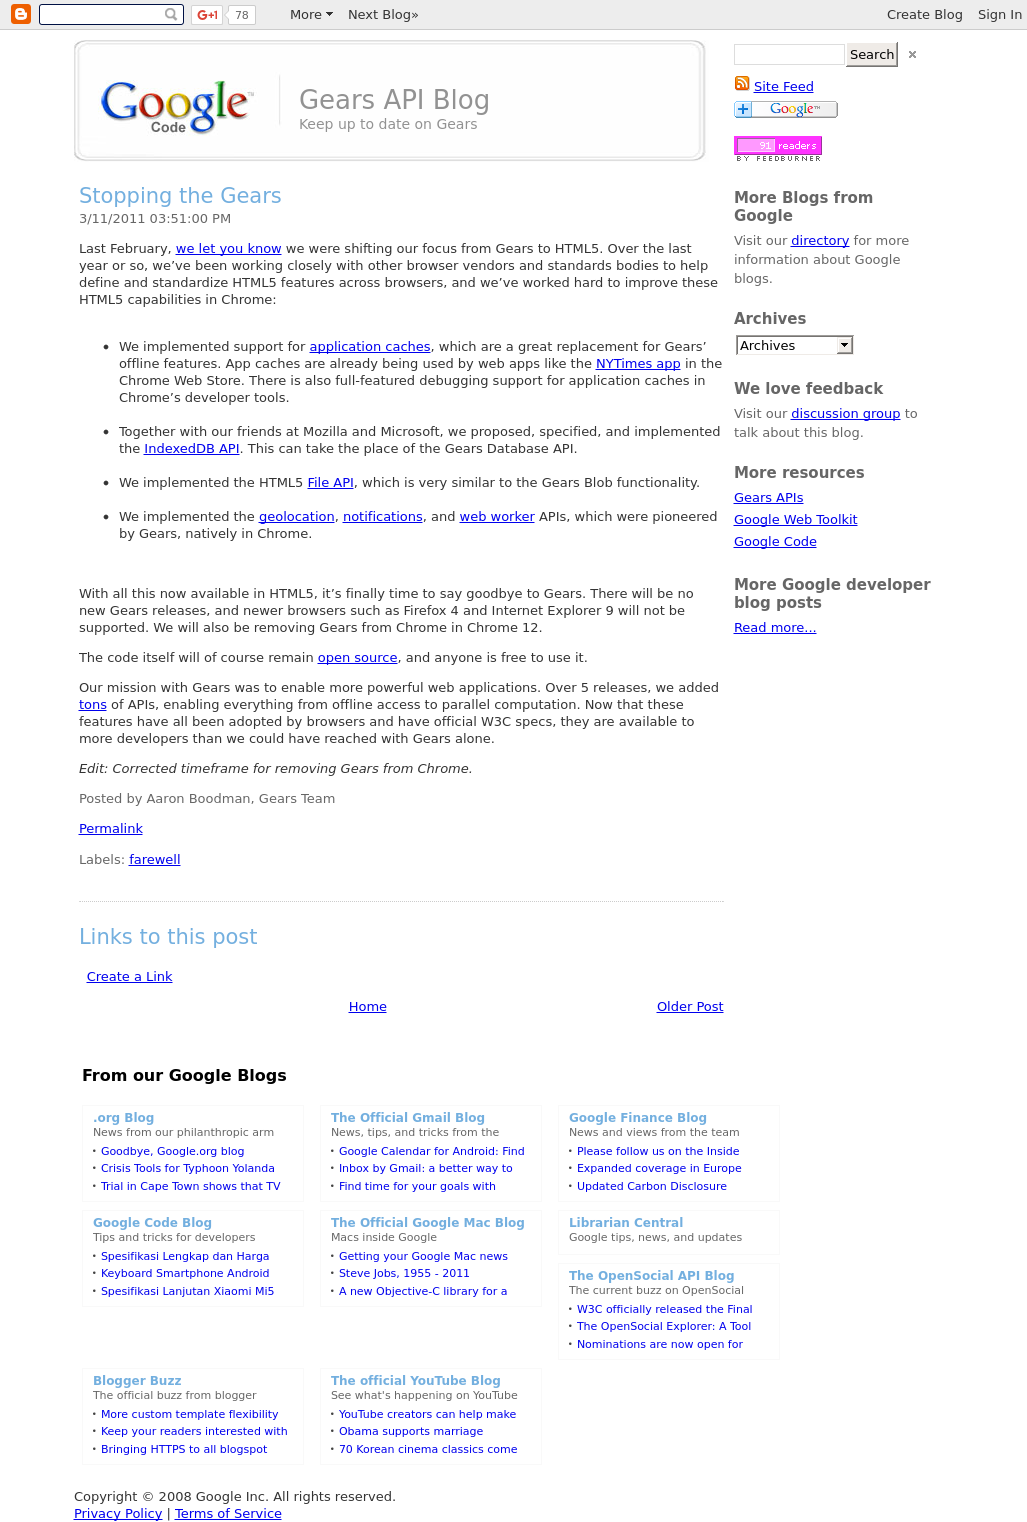 More Next Blog» Create Blog Sign In
G+1 78
Google™ Code
Gears API Blog
Keep up to date on Gears
Search
Site Feed
Google™
91 readers
BY FEEDBURNER
Stopping the Gears
3/11/2011 03:51:00 PM
Last February, we let you know we were shifting our focus from Gears to HTML5. Over the last
year or so, we’ve been working closely with other browser vendors and standards bodies to help
define and standardize HTML5 features across browsers, and we’ve worked hard to improve these
HTML5 capabilities in Chrome:
• We implemented support for application caches, which are a great replacement for Gears’
offline features. App caches are already being used by web apps like the NYTimes app in the
Chrome Web Store. There is also full-featured debugging support for application caches in
Chrome’s developer tools.
• Together with our friends at Mozilla and Microsoft, we proposed, specified, and implemented
the IndexedDB API. This can take the place of the Gears Database API.
• We implemented the HTML5 File API, which is very similar to the Gears Blob functionality.
• We implemented the geolocation, notifications, and web worker APIs, which were pioneered
by Gears, natively in Chrome.
With all this now available in HTML5, it’s finally time to say goodbye to Gears. There will be no
new Gears releases, and newer browsers such as Firefox 4 and Internet Explorer 9 will not be
supported. We will also be removing Gears from Chrome in Chrome 12.
The code itself will of course remain open source, and anyone is free to use it.
Our mission with Gears was to enable more powerful web applications. Over 5 releases, we added
tons of APIs, enabling everything from offline access to parallel computation. Now that these
features have all been adopted by browsers and have official W3C specs, they are available to
more developers than we could have reached with Gears alone.
Edit: Corrected timeframe for removing Gears from Chrome.
Posted by Aaron Boodman, Gears Team
Permalink
Labels: farewell
Links to this post
Create a Link
Home Older Post
More Blogs from
Google
Visit our directory for more
information about Google
blogs.
Archives
Archives
We love feedback
Visit our discussion group to
talk about this blog.
More resources
Gears APIs
Google Web Toolkit
Google Code
More Google developer
blog posts
Read more...
From our Google Blogs
.org Blog
News from our philanthropic arm
Goodbye, Google.org blog
Crisis Tools for Typhoon Yolanda
Trial in Cape Town shows that TV
The Official Gmail Blog
News, tips, and tricks from the
Google Calendar for Android: Find
Inbox by Gmail: a better way to
Find time for your goals with
Google Finance Blog
News and views from the team
Please follow us on the Inside
Expanded coverage in Europe
Updated Carbon Disclosure
Google Code Blog
Tips and tricks for developers
Spesifikasi Lengkap dan Harga
Keyboard Smartphone Android
Spesifikasi Lanjutan Xiaomi Mi5
The Official Google Mac Blog
Macs inside Google
Getting your Google Mac news
Steve Jobs, 1955 - 2011
A new Objective-C library for a
Librarian Central
Google tips, news, and updates
The OpenSocial API Blog
The current buzz on OpenSocial
W3C officially released the Final
The OpenSocial Explorer: A Tool
Nominations are now open for
Blogger Buzz
The official buzz from blogger
More custom template flexibility
Keep your readers interested with
Bringing HTTPS to all blogspot
The official YouTube Blog
See what's happening on YouTube
YouTube creators can help make
Obama supports marriage
70 Korean cinema classics come
Copyright © 2008 Google Inc. All rights reserved.
Privacy Policy | Terms of Service